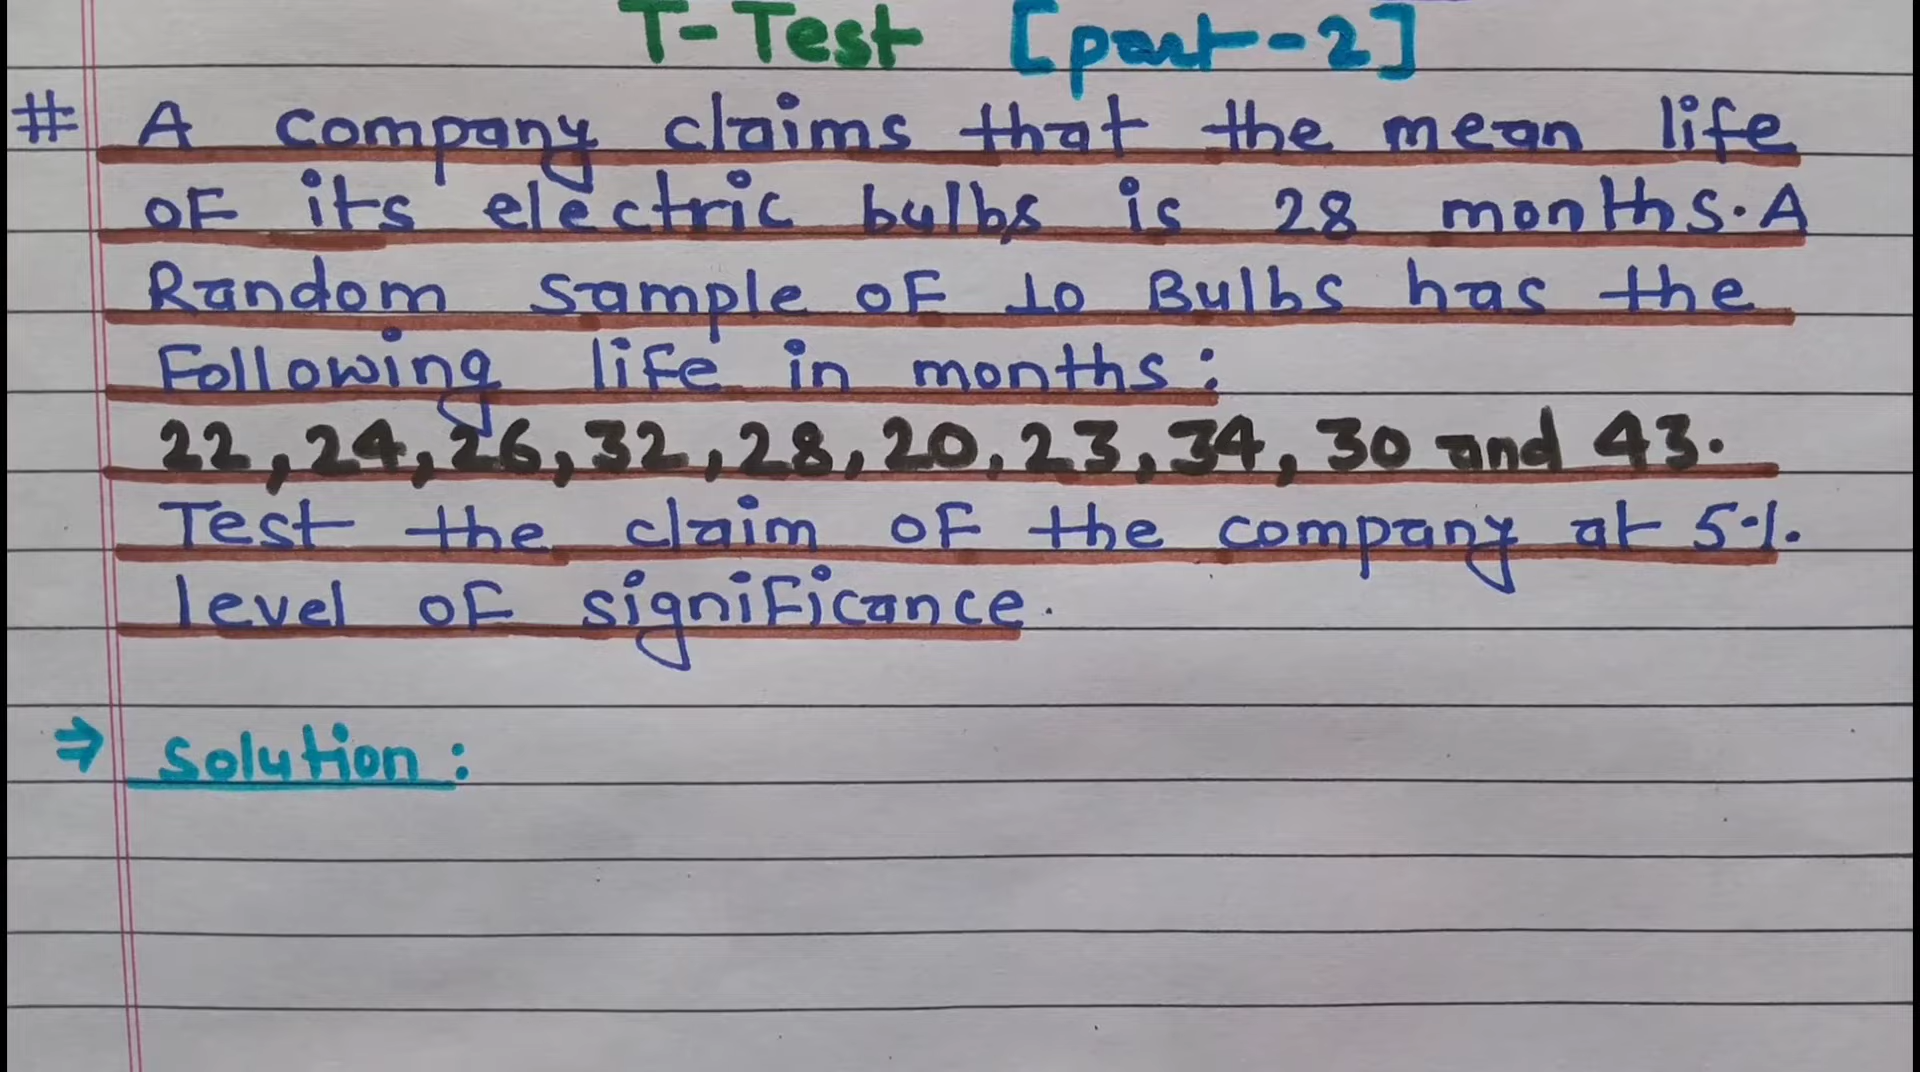 T-Test [part-2]
# A company claims that the mean life
of its electric bulbs is 28 months. A
Random sample of 10 Bulbs has the
Following life in months:
22, 24, 26, 32, 28, 20, 23, 34, 30 and 43.
Test the claim of the company at 5%
level of significance.
⇒ Solution: